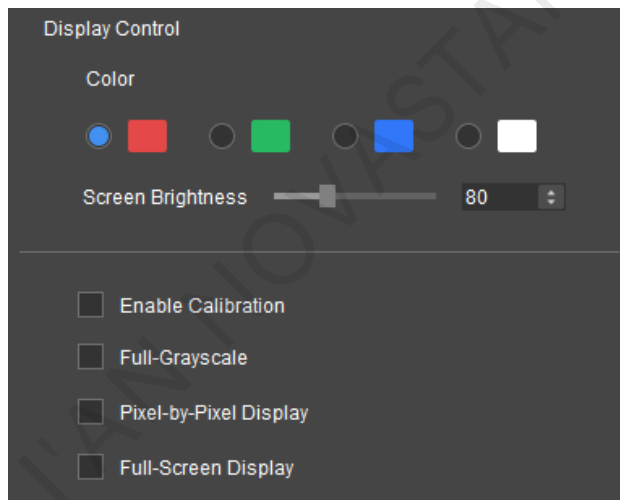 Display Control
Color
Screen Brightness 80
Enable Calibration
Full-Grayscale
Pixel-by-Pixel Display
Full-Screen Display